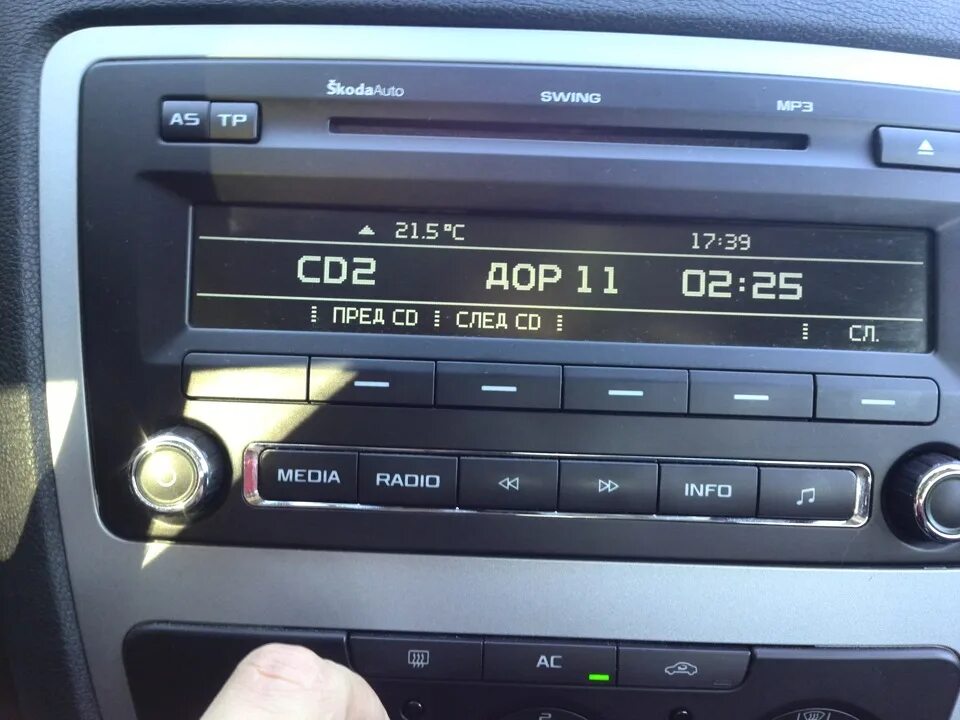 ŠkodaAuto SWING MP3
AS TP
21.5°C 17:39
CD2 ДОР 11 02:25
ПРЕД CD СЛЕД CD СЛ.
MEDIA RADIO INFO
AC
2